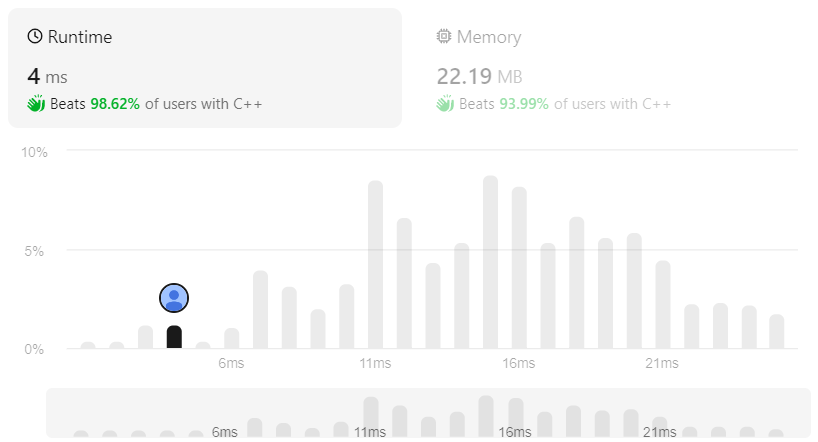 Runtime
4 ms
Beats 98.62% of users with C++
Memory
22.19 MB
Beats 93.99% of users with C++
10%
5%
0%
6ms 11ms 16ms 21ms
6ms 11ms 16ms 21ms